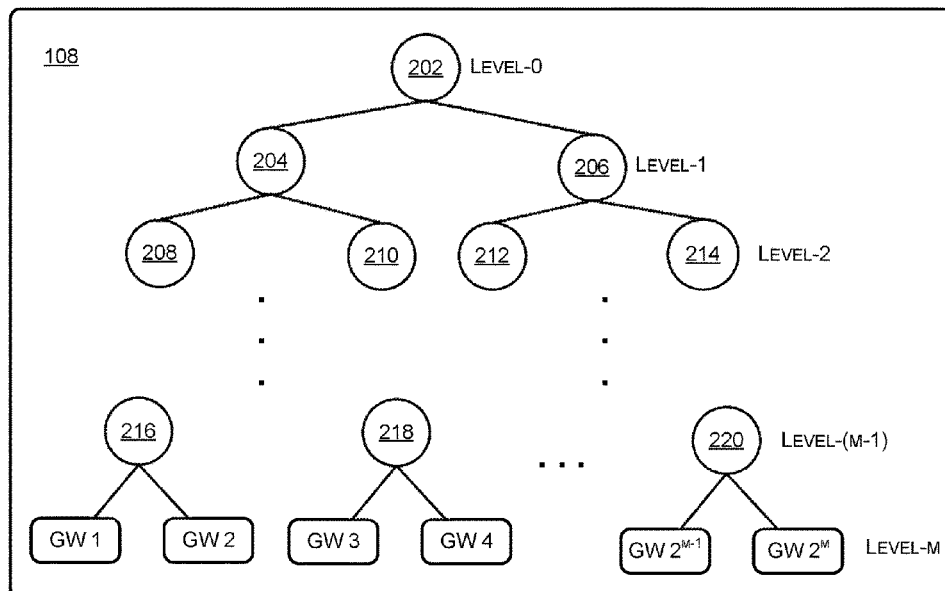 108
202 LEVEL-0
204 206 LEVEL-1
208 210 212 214 LEVEL-2
216 218 220 LEVEL-(M-1)
GW 1 GW 2 GW 3 GW 4 GW 2^M-1 GW 2^M LEVEL-M